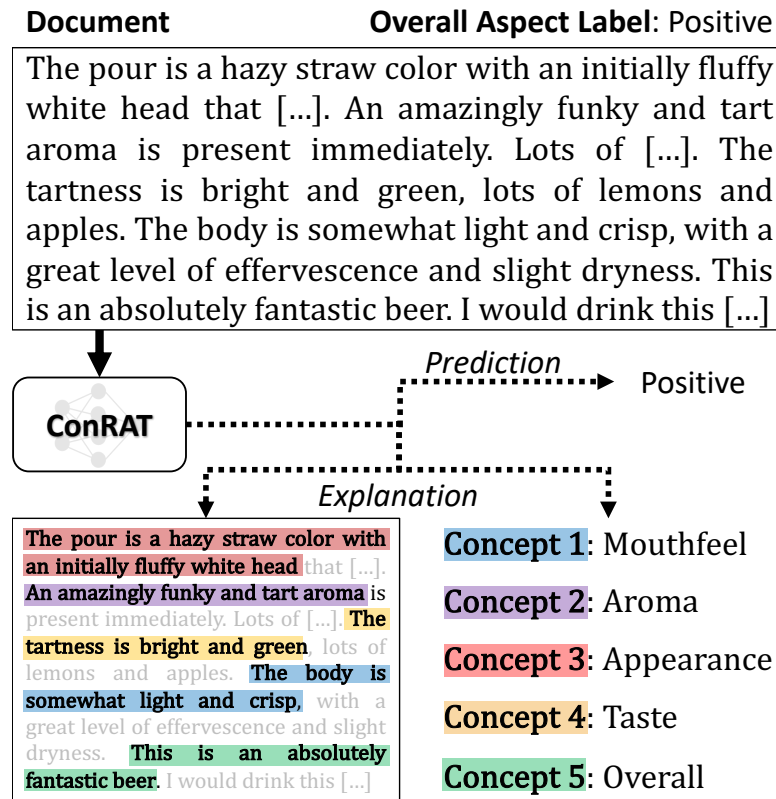 Document Overall Aspect Label: Positive
The pour is a hazy straw color with an initially fluffy
white head that [...]. An amazingly funky and tart
aroma is present immediately. Lots of [...]. The
tartness is bright and green, lots of lemons and
apples. The body is somewhat light and crisp, with a
great level of effervescence and slight dryness. This
is an absolutely fantastic beer. I would drink this [...]
Prediction
Positive
ConRAT
Explanation
The pour is a hazy straw color with
an initially fluffy white head that [...].
An amazingly funky and tart aroma is
present immediately. Lots of [...]. The
tartness is bright and green, lots of
lemons and apples. The body is
somewhat light and crisp, with a
great level of effervescence and slight
dryness. This is an absolutely
fantastic beer. I would drink this [...]
Concept 1: Mouthfeel
Concept 2: Aroma
Concept 3: Appearance
Concept 4: Taste
Concept 5: Overall